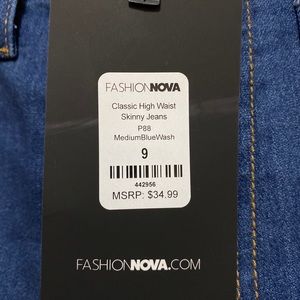 FASHIONNOVA
Classic High Waist
Skinny Jeans
P88
MediumBlueWash
9
442956
MSRP: $34.99
FASHIONNOVA.COM